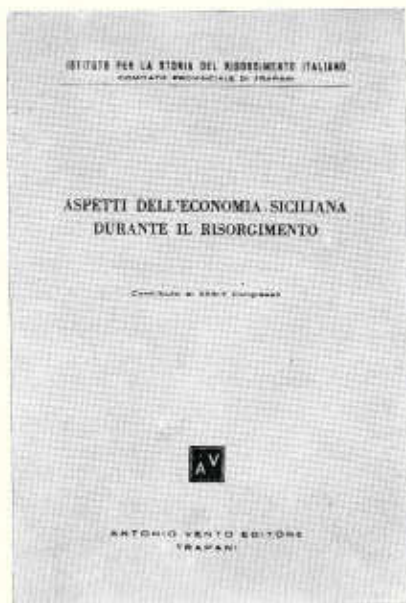 ISTITUTO PER LA STORIA DEL RISORGIMENTO ITALIANO
COMITATO PROVINCIALE DI TRAPANI
ASPETTI DELL'ECONOMIA SICILIANA
DURANTE IL RISORGIMENTO
Contributo al Congresso
AV
ANTONIO VENTO EDITORE
TRAPANI